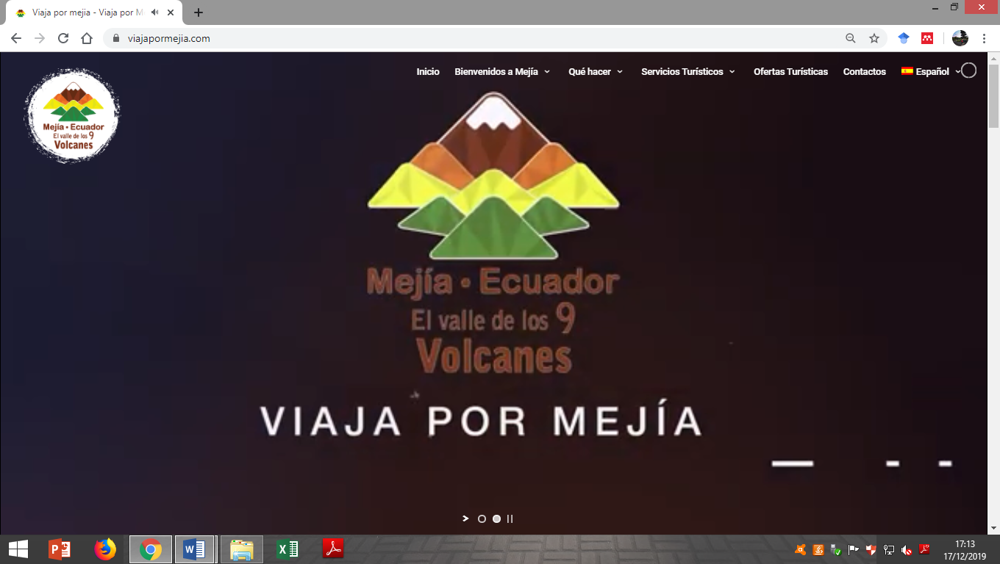 Viaja por mejia - Viaja por M
viajapormejia.com
Inicio
Bienvenidos a Mejía
Qué hacer
Servicios Turísticos
Ofertas Turísticas
Contactos
Español
Mejía • Ecuador
El valle de los 9
Volcanes
Mejía • Ecuador
El valle de los 9
Volcanes
VIAJA POR MEJÍA
17:13
17/12/2019